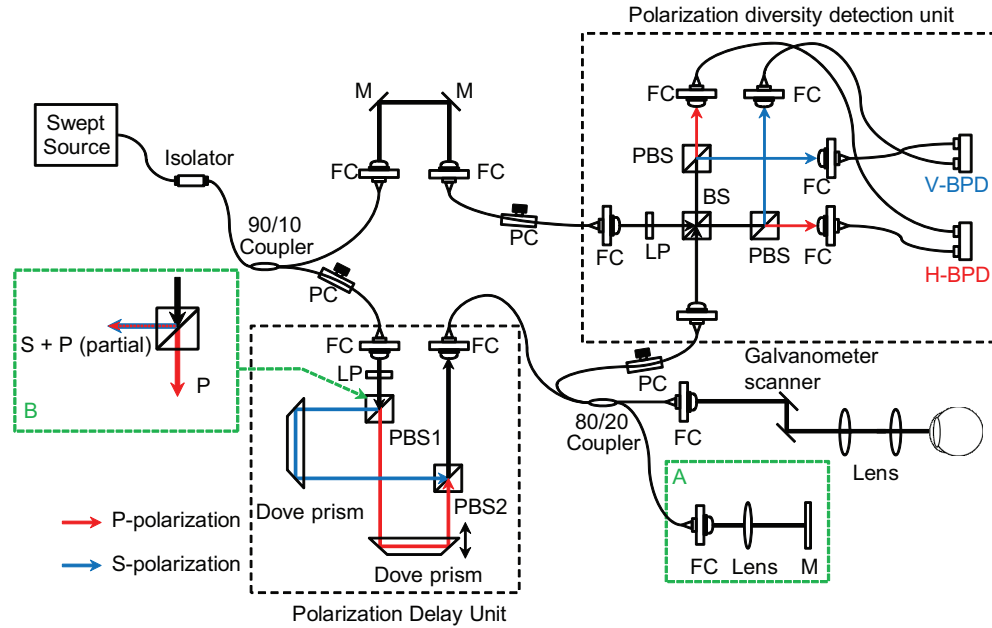 Polarization diversity detection unit
M
M
FC
FC
Swept
Source
Isolator
PBS
V-BPD
FC
FC
FC
BS
90/10
Coupler
PC
FC
LP
PBS
FC
H-BPD
PC
S + P (partial)
P
B
FC
FC
LP
PBS1
PBS2
Dove prism
Dove prism
P-polarization
S-polarization
Polarization Delay Unit
PC
Galvanometer
scanner
80/20
Coupler
FC
Lens
A
FC
Lens
M